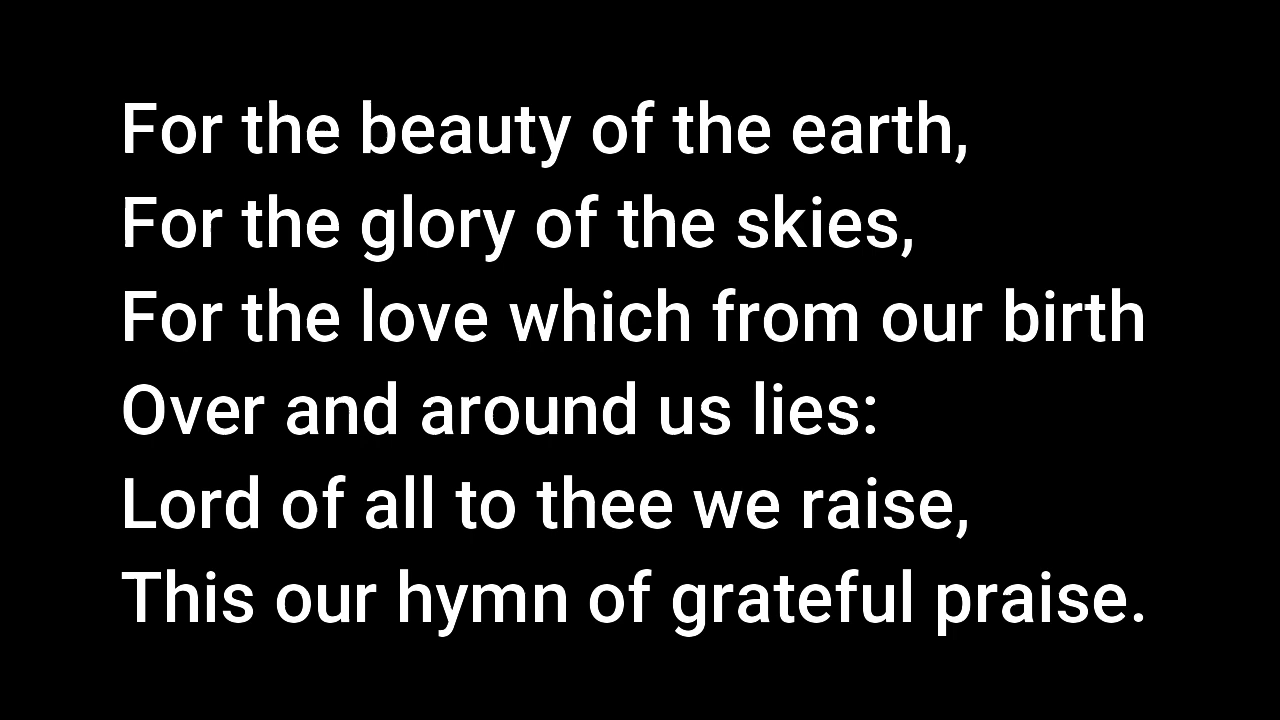 For the beauty of the earth,
For the glory of the skies,
For the love which from our birth
Over and around us lies:
Lord of all to thee we raise,
This our hymn of grateful praise.